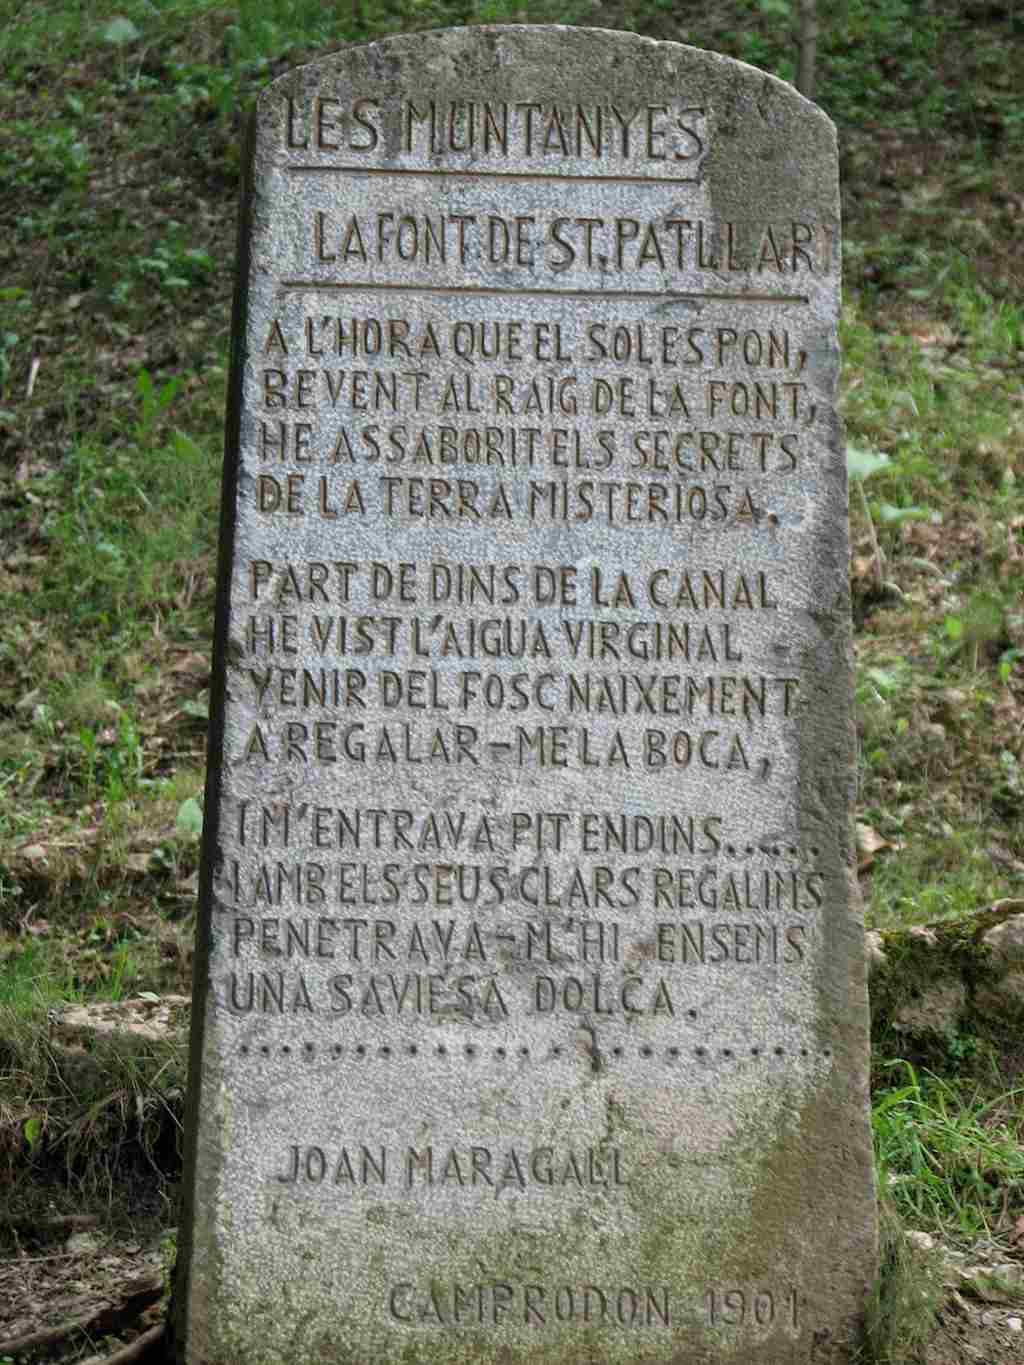 LES MUNTANYES
LA FONT DE ST. PATLLARI
A L'HORA QUE EL SOL ES PON,
BEVENT AL RAIG DE LA FONT,
HE ASSABORIT ELS SECRETS
DE LA TERRA MISTERIOSA.
PART DE DINS DE LA CANAL
HE VIST L'AIGUA VIRGINAL
VENIR DEL FOSC NAIXEMENT
A REGALAR-ME LA BOCA,
I M'ENTRAVA PIT ENDINS......
I AMB ELS SEUS CLARS REGALIMS
PENETRAVA-M'HI ENSEMS
UNA SAVIESA DOLÇA.
JOAN MARAGALL
CAMPRODON 1901